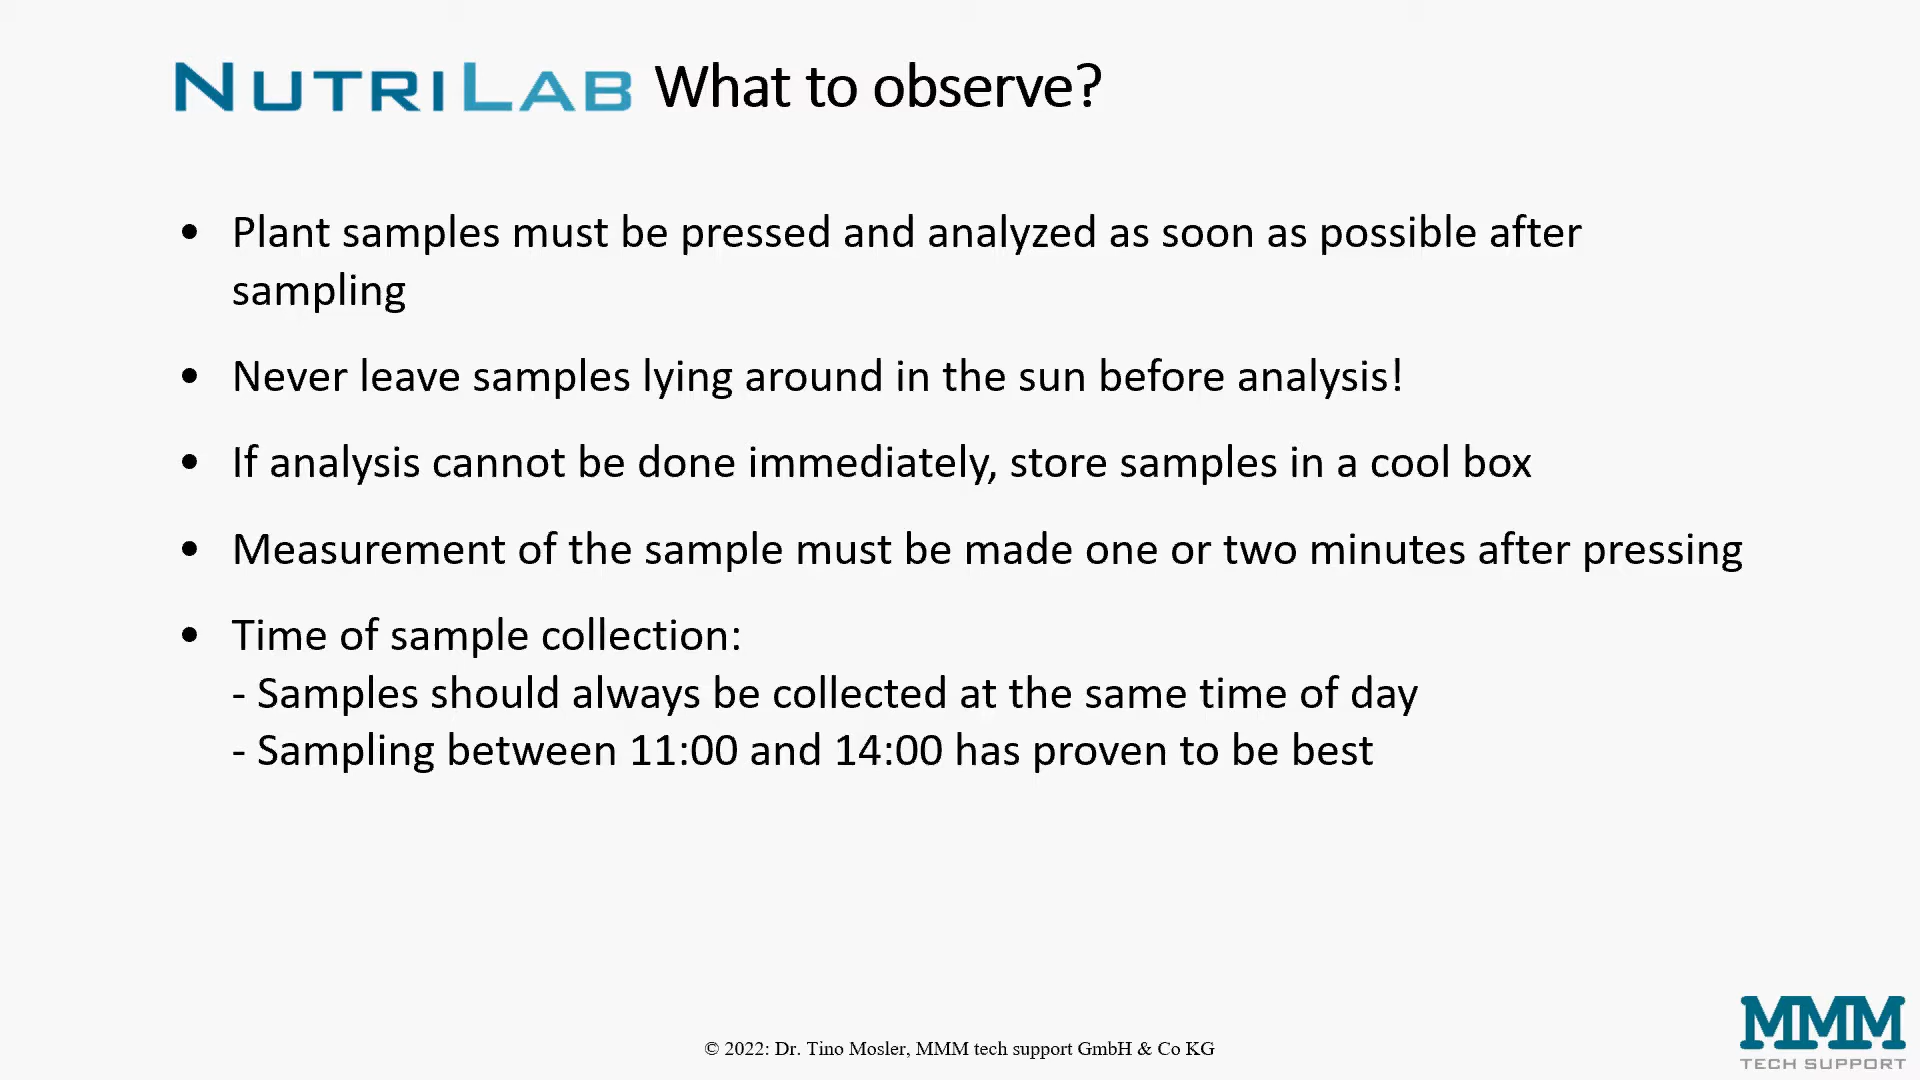 NUTRILAB What to observe?
• Plant samples must be pressed and analyzed as soon as possible after
sampling
• Never leave samples lying around in the sun before analysis!
• If analysis cannot be done immediately, store samples in a cool box
• Measurement of the sample must be made one or two minutes after pressing
• Time of sample collection:
- Samples should always be collected at the same time of day
- Sampling between 11:00 and 14:00 has proven to be best
© 2022: Dr. Tino Mosler, MMM tech support GmbH & Co KG
MMM
TECH SUPPORT